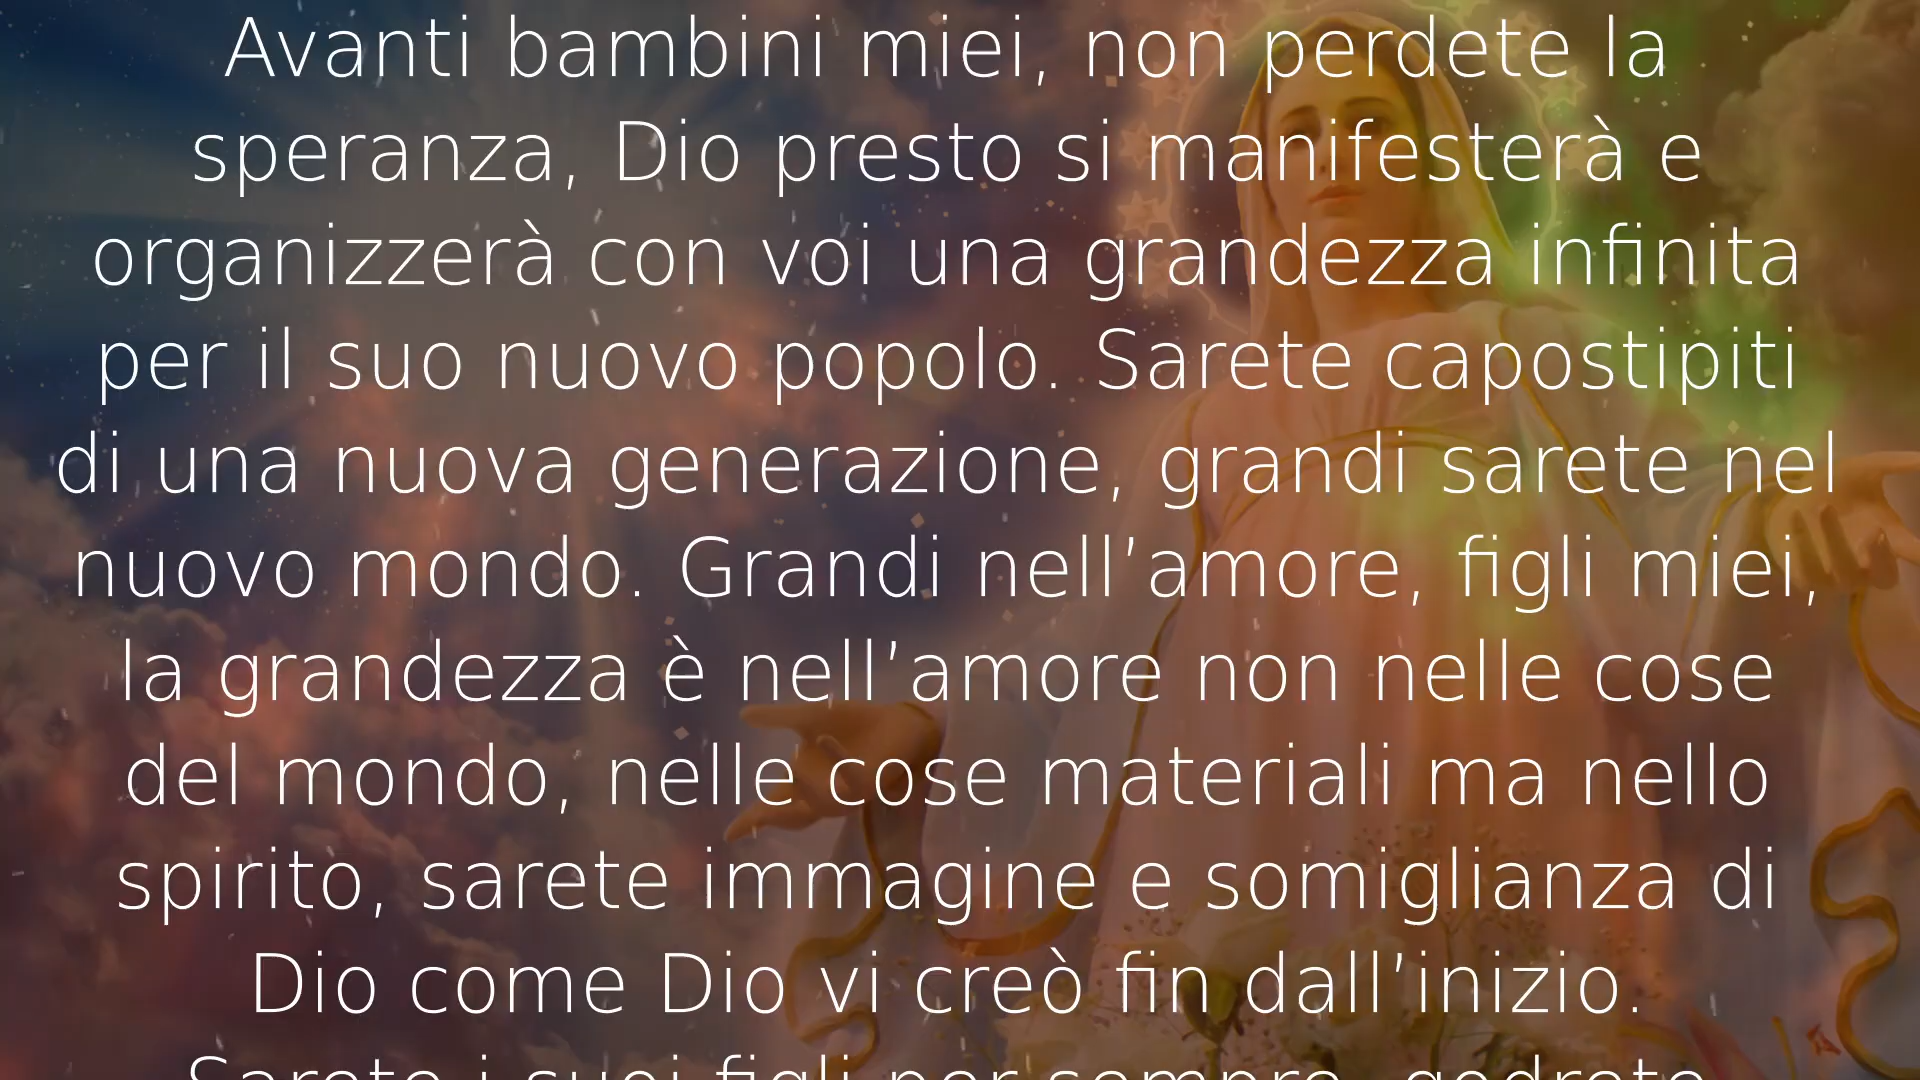 Avanti bambini miei, non perdete la
speranza, Dio presto si manifesterà e
organizzerà con voi una grandezza infinita
per il suo nuovo popolo. Sarete capostipiti
di una nuova generazione, grandi sarete nel
nuovo mondo. Grandi nell’amore, figli miei,
la grandezza è nell’amore non nelle cose
del mondo, nelle cose materiali ma nello
spirito, sarete immagine e somiglianza di
Dio come Dio vi creò fin dall’inizio.
Sarete i suoi figli per sempre, godrete